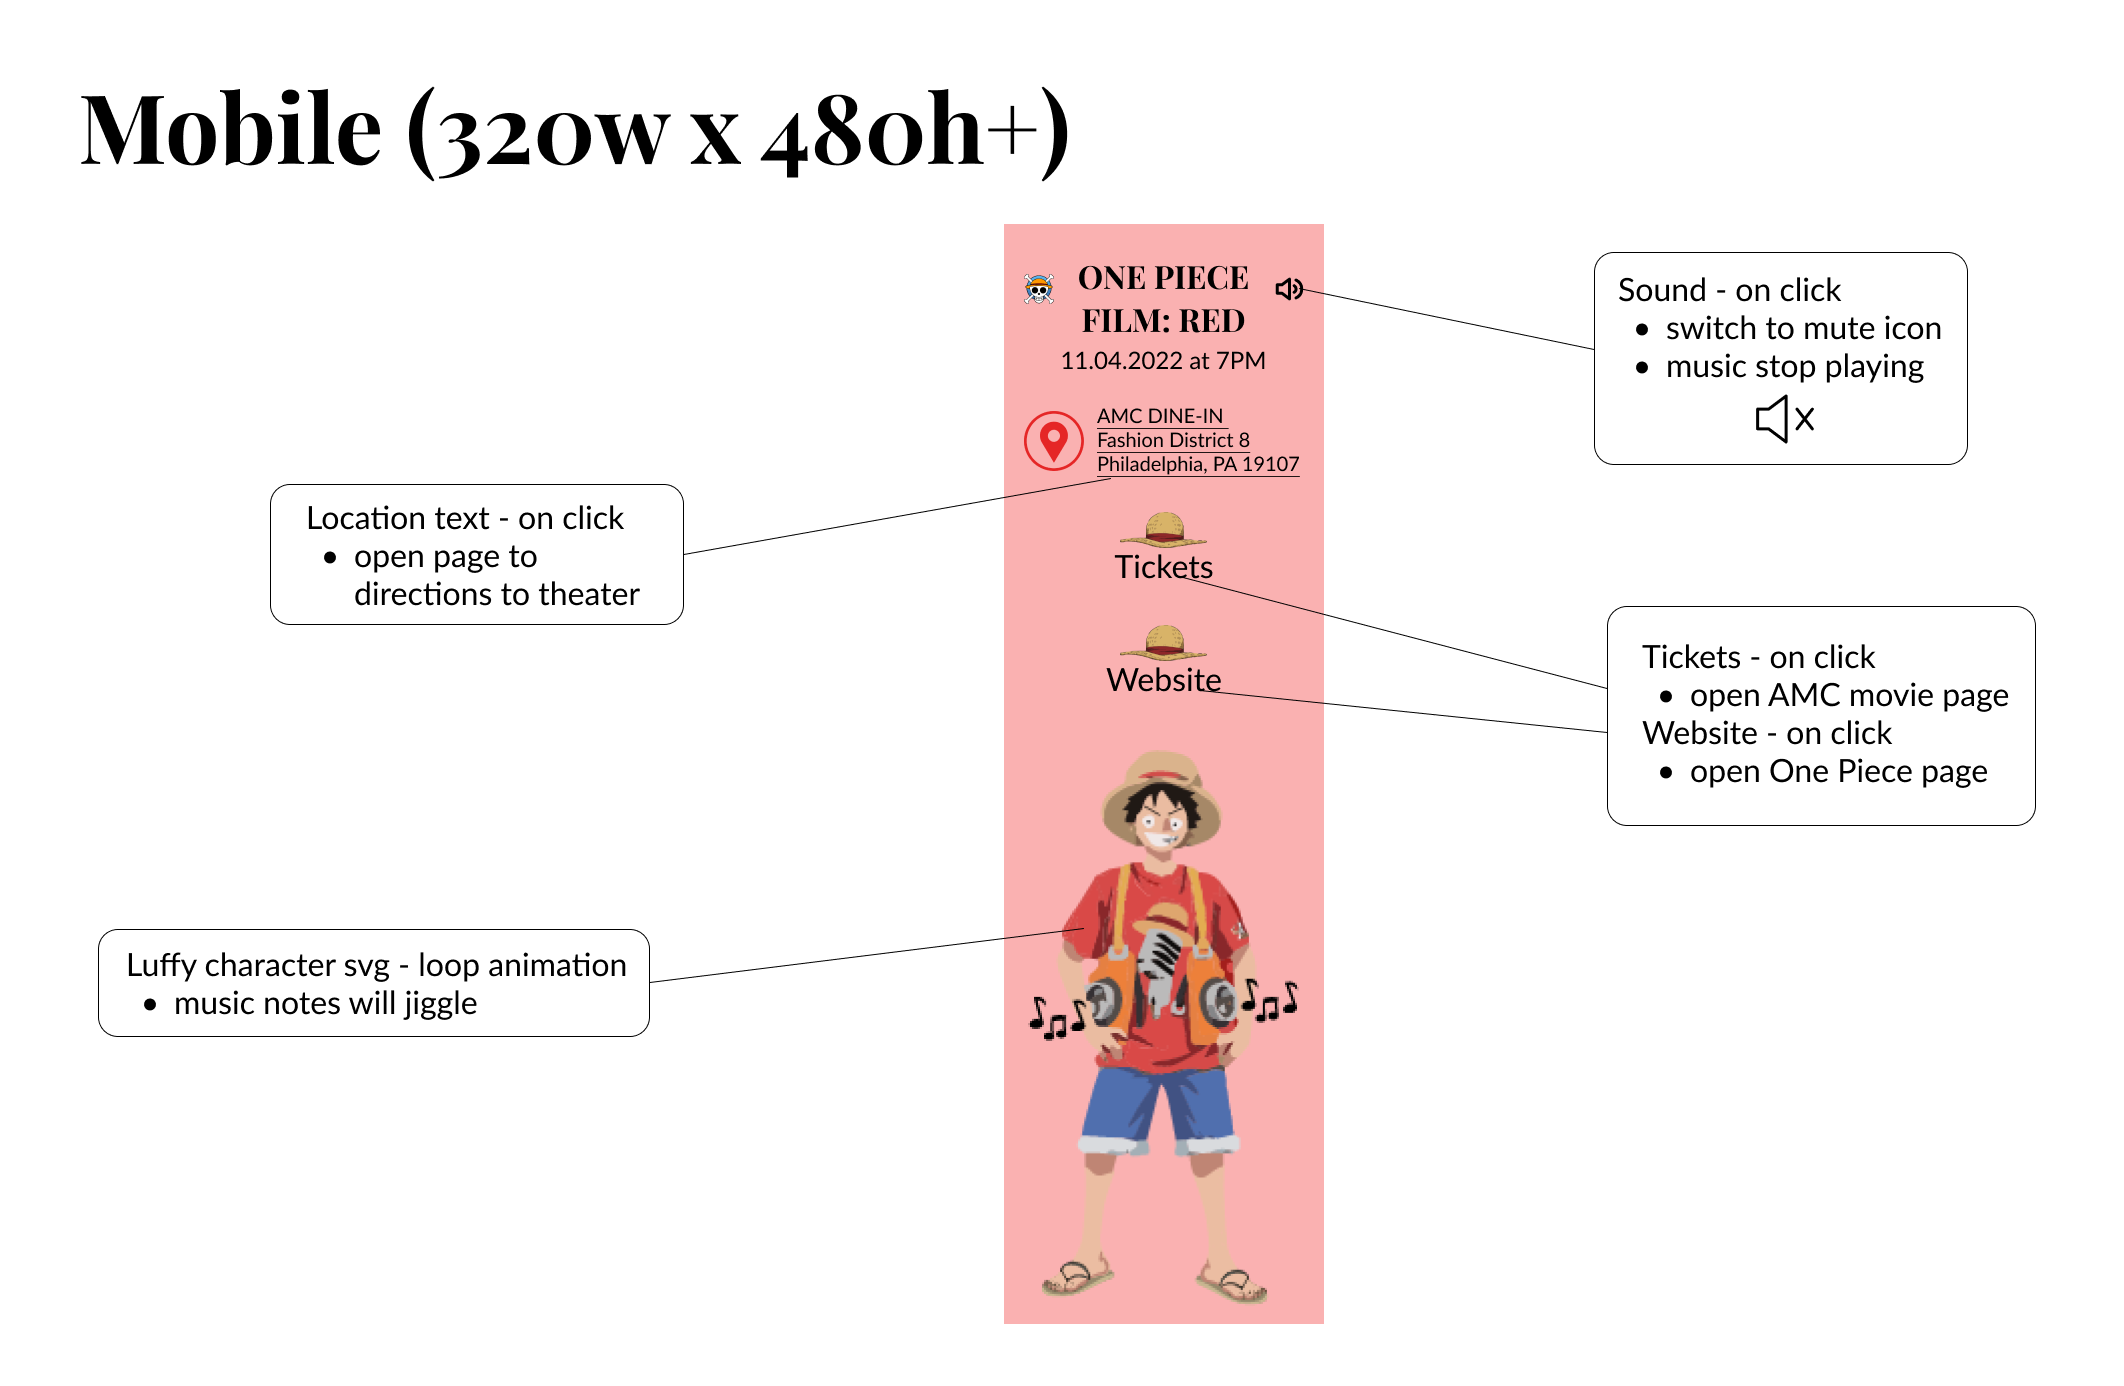 Mobile (320w x 480h+)
ONE PIECE
FILM: RED
11.04.2022 at 7PM
AMC DINE-IN
Fashion District 8
Philadelphia, PA 19107
Tickets
Website
Sound - on click
• switch to mute icon
• music stop playing
Location text - on click
• open page to
directions to theater
Tickets - on click
• open AMC movie page
Website - on click
• open One Piece page
Luffy character svg - loop animation
• music notes will jiggle